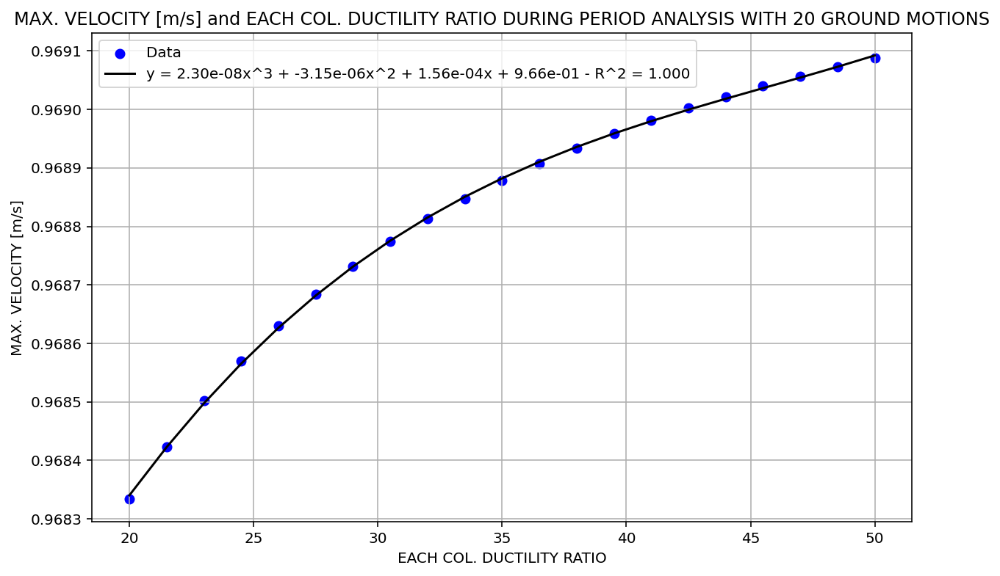 MAX. VELOCITY [m/s] and EACH COL. DUCTILITY RATIO DURING PERIOD ANALYSIS WITH 20 GROUND MOTIONS
Data
y = 2.30e-08x^3 + -3.15e-06x^2 + 1.56e-04x + 9.66e-01 - R^2 = 1.000
MAX. VELOCITY [m/s]
0.9691
0.9690
0.9689
0.9688
0.9687
0.9686
0.9685
0.9684
0.9683
20 25 30 35 40 45 50
EACH COL. DUCTILITY RATIO